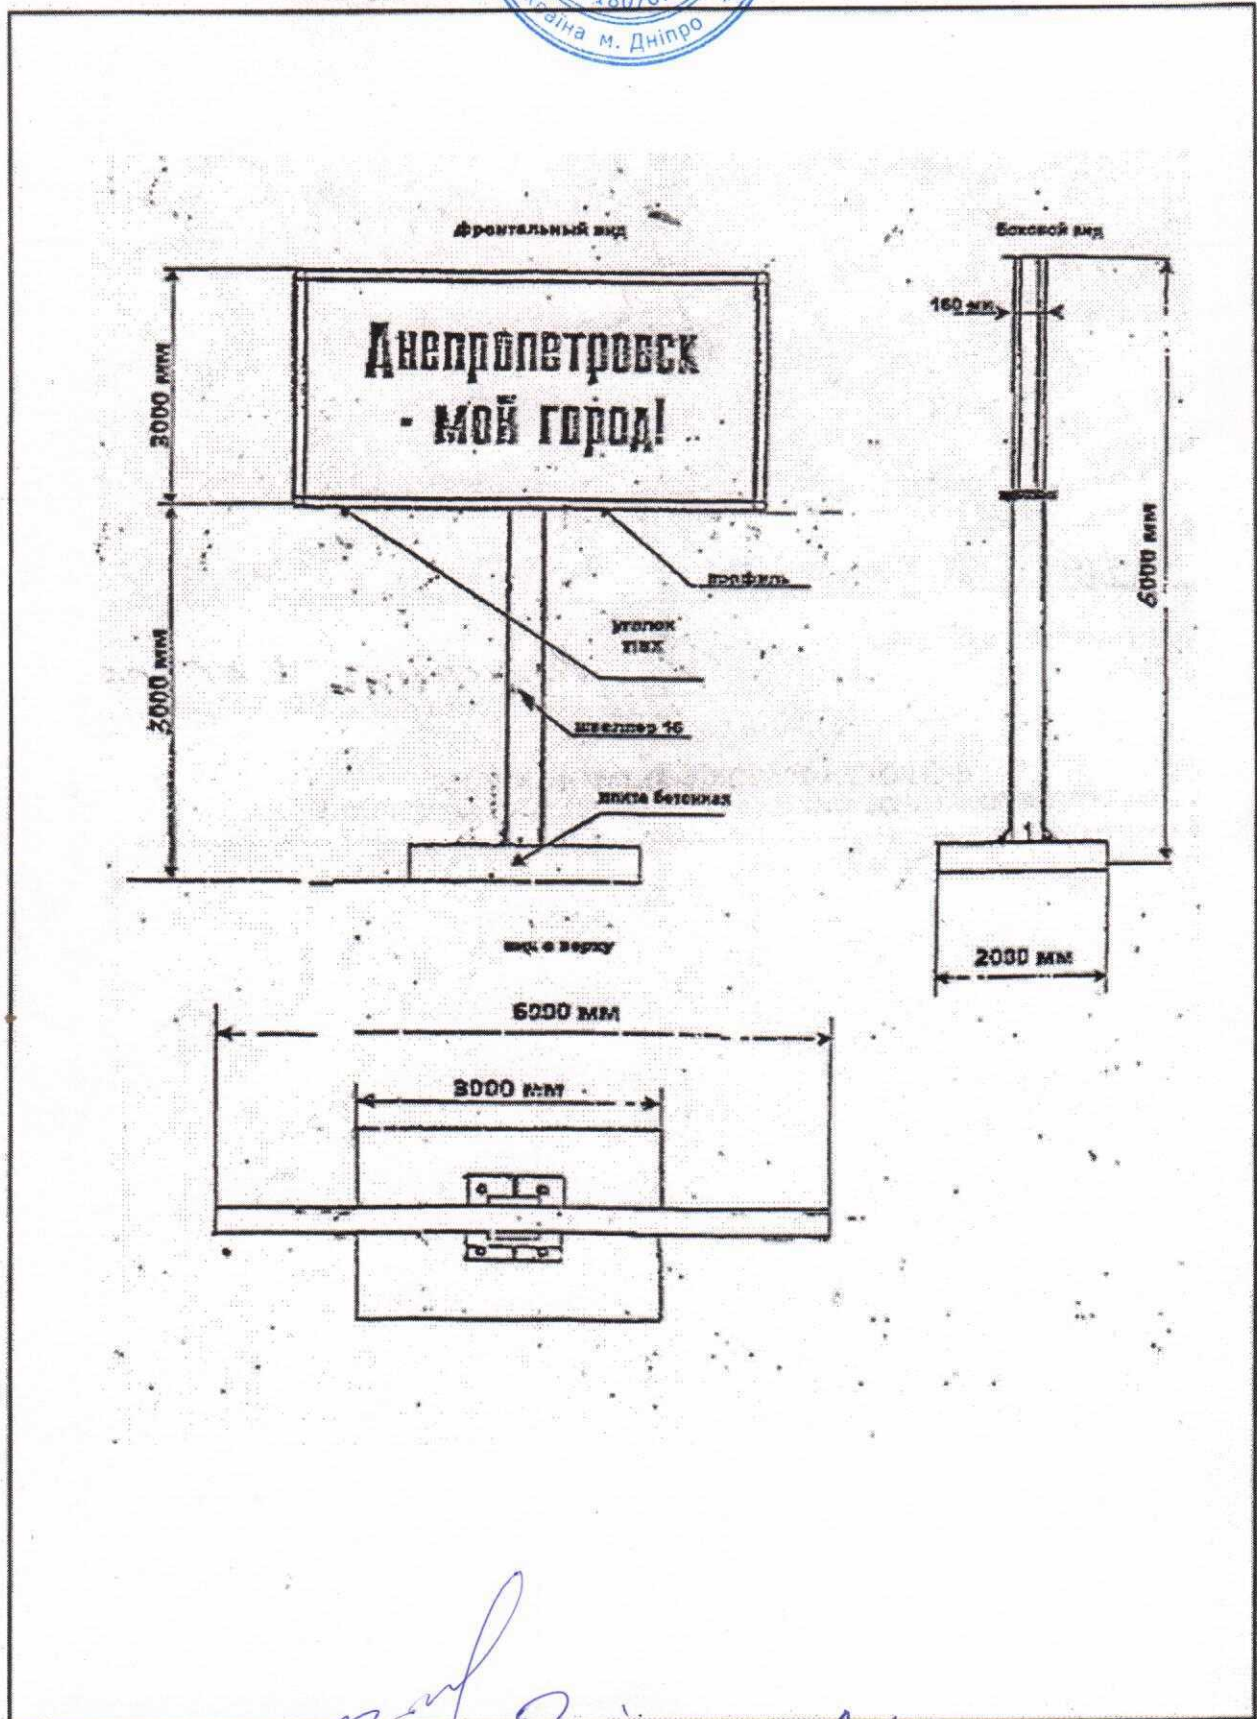 країна м. Дніпро
фронтальный вид
Боковой вид
160 мм
Днепропетровск
- мой город!
3000 мм
профиль
6000 мм
уголок
3000 мм
швеллер 16
плита бетонная
вид с верху
2000 мм
6000 мм
3000 мм